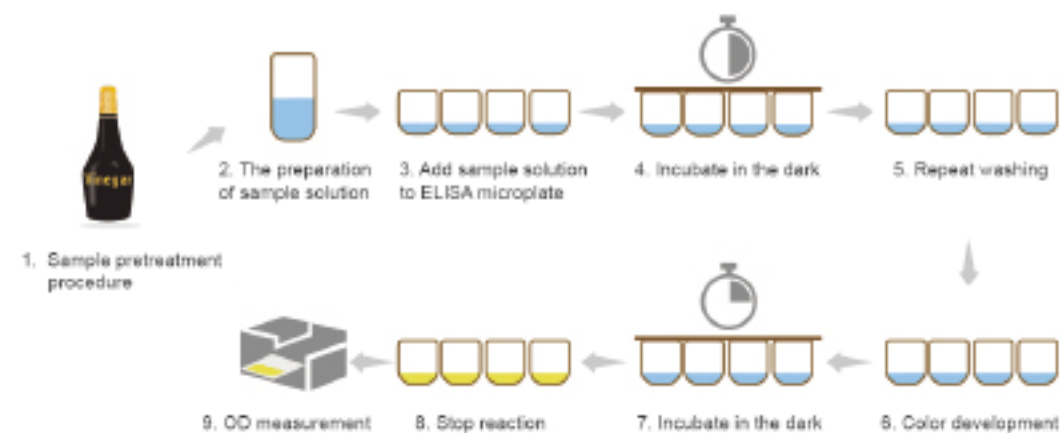 Vinegar
1. Sample pretreatment
procedure
2. The preparation
of sample solution
3. Add sample solution
to ELISA microplate
4. Incubate in the dark
5. Repeat washing
6. Color development
7. Incubate in the dark
8. Stop reaction
9. OD measurement